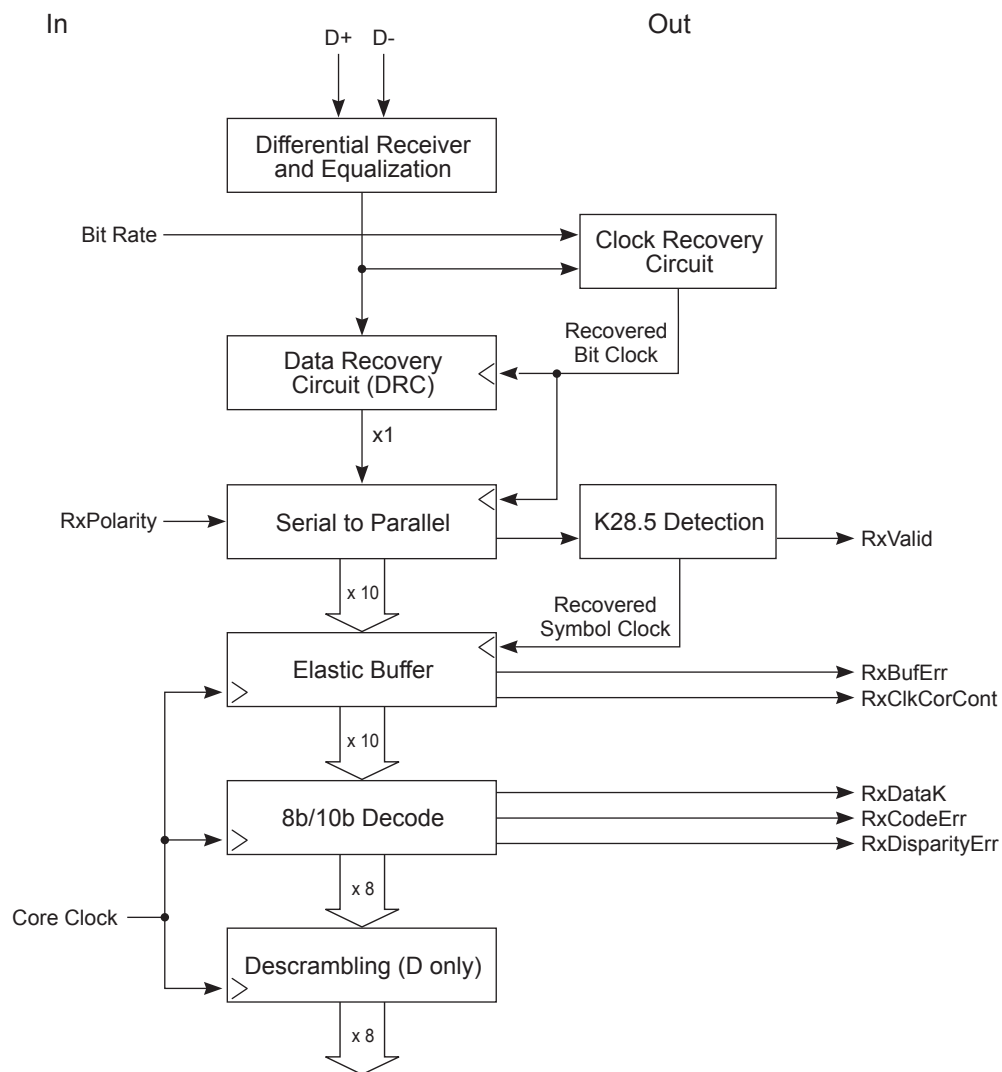 In
Out
D+
D-
Differential Receiver
and Equalization
Bit Rate
Clock Recovery
Circuit
Recovered
Bit Clock
Data Recovery
Circuit (DRC)
x1
RxPolarity
Serial to Parallel
K28.5 Detection
RxValid
x 10
Recovered
Symbol Clock
Elastic Buffer
RxBufErr
RxClkCorCont
x 10
8b/10b Decode
RxDataK
RxCodeErr
RxDisparityErr
x 8
Core Clock
Descrambling (D only)
x 8